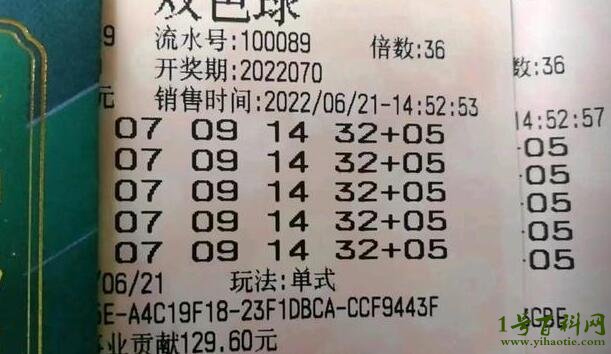 双色球
9 流水号:100089 倍数:36
开奖期:2022070
元 销售时间:2022/06/21-14:52:53
07 09 14 32+05
07 09 14 32+05
07 09 14 32+05
07 09 14 32+05
07 09 14 32+05
/06/21 玩法:单式
5E-A4C19F18-23F1DBCA-CCF9443F
业贡献129.60元
数:36
14:52:57
-05
-05
-05
-05
-05
4CBE
1号百科网
www.yihaotie.com